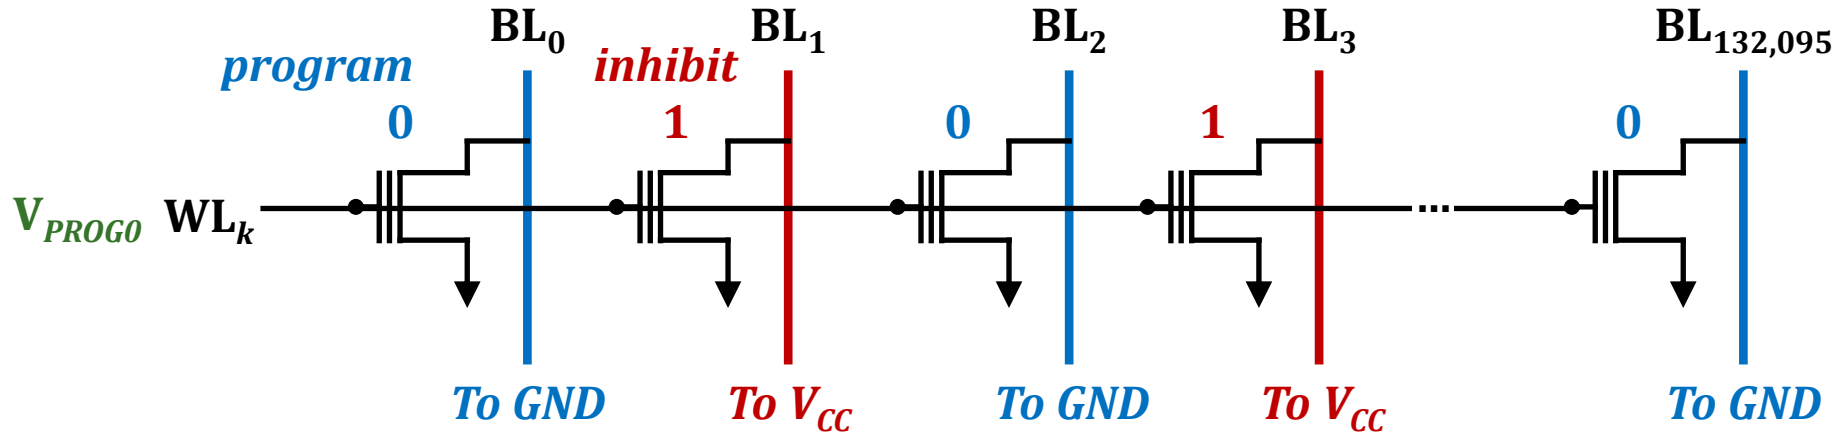 BL0 BL1 BL2 BL3 BL132,095
program inhibit
0 1 0 1 0
VPROG0 WLk ...
To GND To VCC To GND To VCC To GND